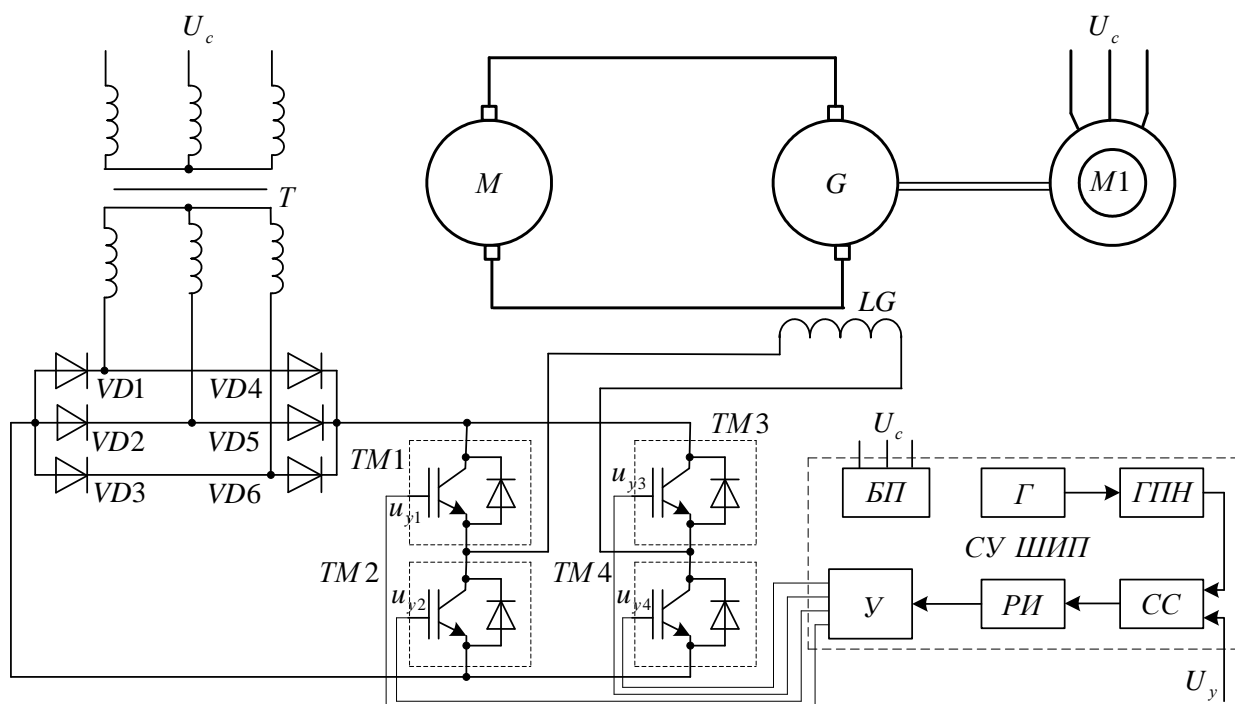 U_c
U_c
M
G
M1
T
LG
VD1
VD4
VD2
VD5
VD3
VD6
TM1
TM3
u_y1
u_y3
TM2
TM4
u_y2
u_y4
U_c
БП
Г
ГПН
СУ ШИП
У
РИ
СС
U_y